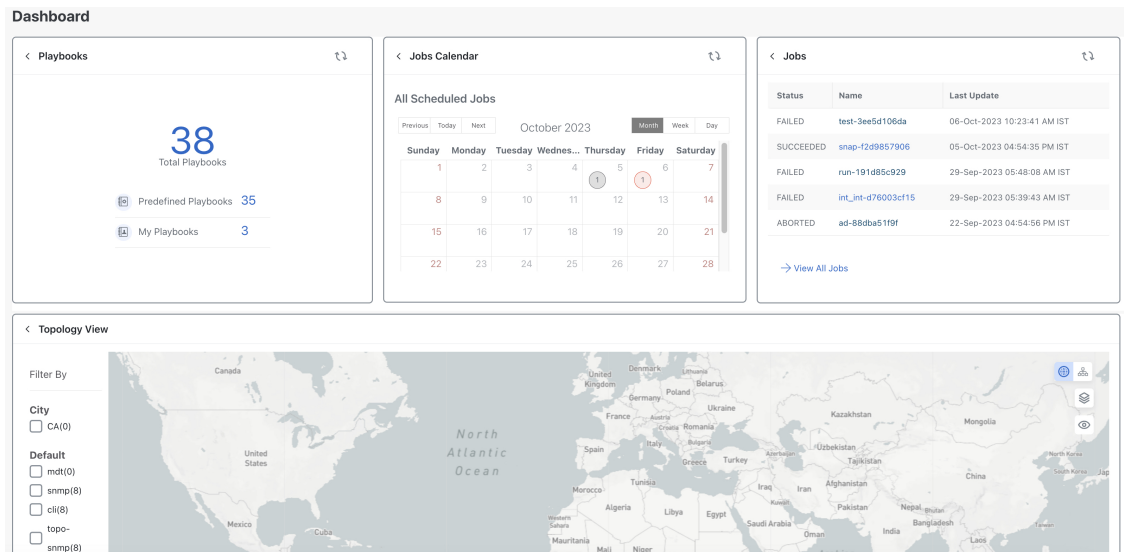 Dashboard
Playbooks
38
Total Playbooks
Predefined Playbooks 35
My Playbooks 3
Jobs Calendar
All Scheduled Jobs
Previous Today Next October 2023 Month Week Day
Sunday Monday Tuesday Wednes... Thursday Friday Saturday
1 2 3 4 5 6 7
1 1
8 9 10 11 12 13 14
15 16 17 18 19 20 21
22 23 24 25 26 27 28
Jobs
Status Name Last Update
FAILED test-3ee5d106da 06-Oct-2023 10:23:41 AM IST
SUCCEEDED snap-f2d9857906 05-Oct-2023 04:54:35 PM IST
FAILED run-191d85c929 29-Sep-2023 05:48:08 AM IST
FAILED int_int-d76003cf15 29-Sep-2023 05:39:43 AM IST
ABORTED ad-88dba51f9f 22-Sep-2023 04:54:56 PM IST
View All Jobs
Topology View
Filter By
City
CA(0)
Default
mdt(0)
snmp(8)
cli(8)
topo-
snmp(8)
Canada
United
States
Mexico
Cuba
North
Atlantic
Ocean
United
Kingdom
Denmark
Lithuania
Belarus
Poland
Germany
Ukraine
France
Austria
Croatia
Romania
Italy
Bulgaria
Spain
Greece
Turkey
Azerbaijan
Uzbekistan
Tajikistan
Kazakhstan
Mongolia
North Korea
South Korea
Jap
China
Morocco
Tunisia
Algeria
Libya
Egypt
Iraq
Iran
Afghanistan
Kuwait
Pakistan
Nepal
Bhutan
Bangladesh
Taiwan
Western
Sahara
Mauritania
Mali
Niger
Saudi Arabia
Oman
India
Laos